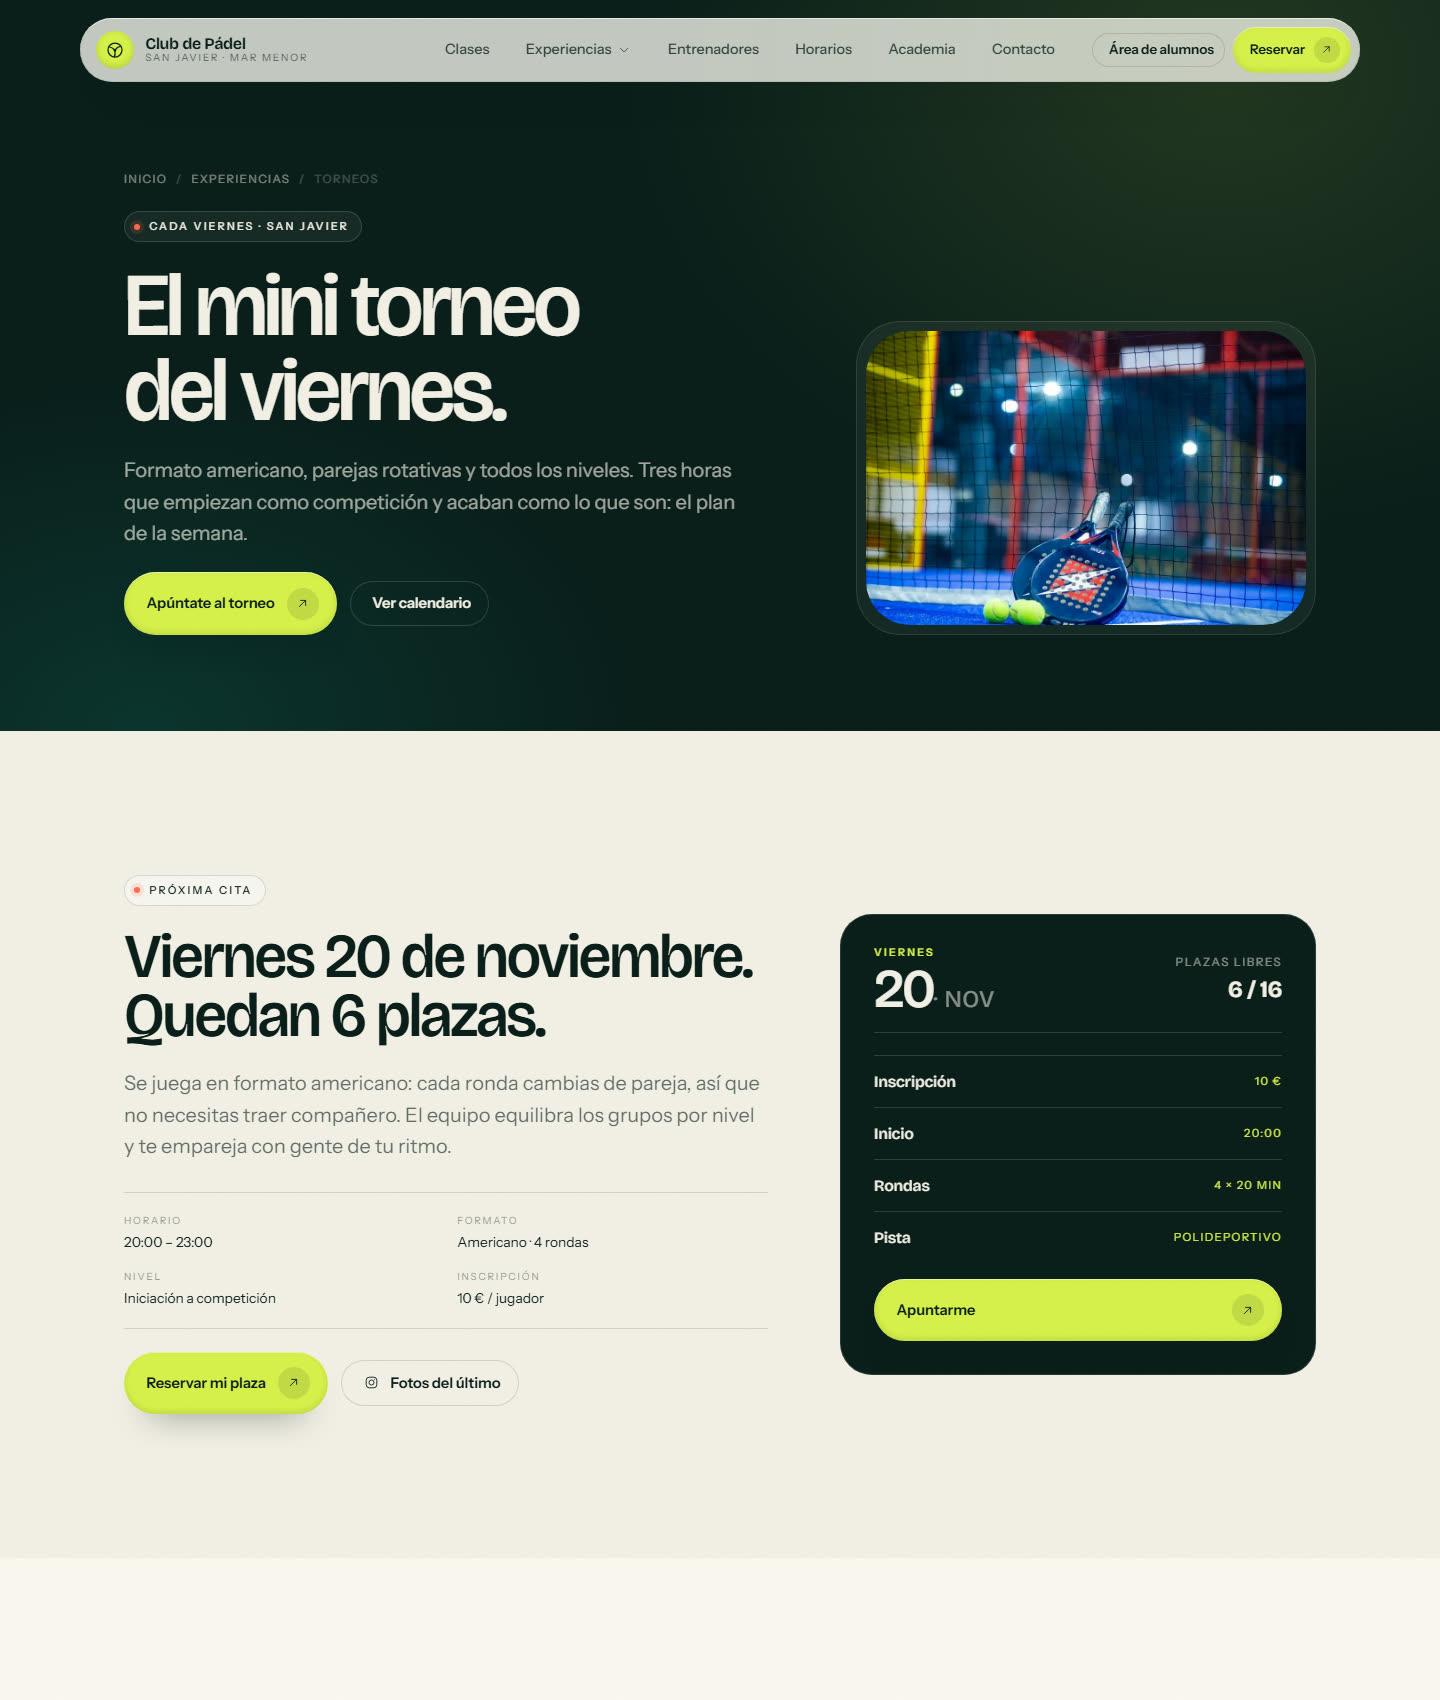 Club de Pádel
SAN JAVIER · MAR MENOR
Clases
Experiencias
Entrenadores
Horarios
Academia
Contacto
Área de alumnos
Reservar
INICIO / EXPERIENCIAS / TORNEOS
CADA VIERNES · SAN JAVIER
El mini torneo
del viernes.
Formato americano, parejas rotativas y todos los niveles. Tres horas
que empiezan como competición y acaban como lo que son: el plan
de la semana.
Apúntate al torneo
Ver calendario
PRÓXIMA CITA
Viernes 20 de noviembre.
Quedan 6 plazas.
Se juega en formato americano: cada ronda cambias de pareja, así que
no necesitas traer compañero. El equipo equilibra los grupos por nivel
y te empareja con gente de tu ritmo.
HORARIO
20:00 – 23:00
FORMATO
Americano · 4 rondas
NIVEL
Iniciación a competición
INSCRIPCIÓN
10 € / jugador
Reservar mi plaza
Fotos del último
VIERNES
20· NOV
PLAZAS LIBRES
6 / 16
Inscripción
10 €
Inicio
20:00
Rondas
4 × 20 MIN
Pista
POLIDEPORTIVO
Apuntarme